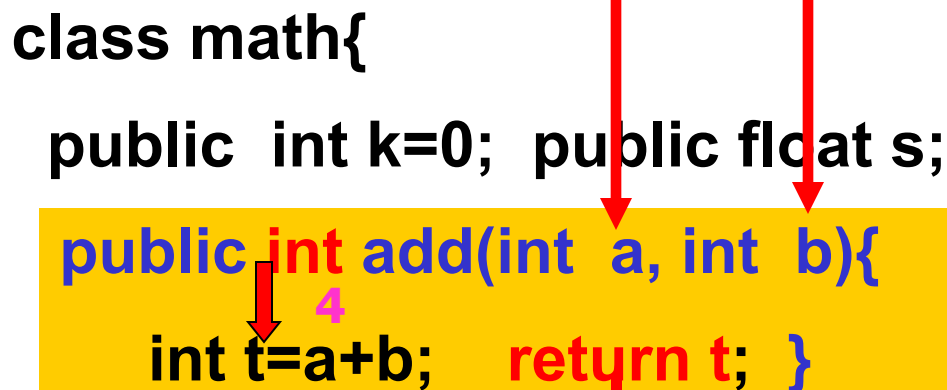 class math{
public int k=0; public float s;
public int add(int a, int b){
4
int t=a+b; return t; }